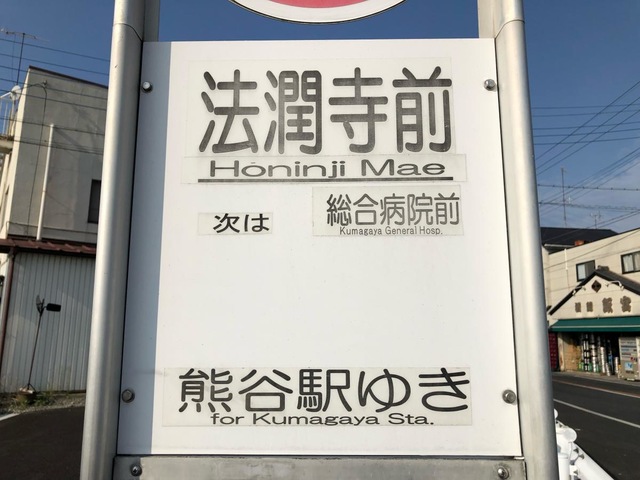 法潤寺前
Honinji Mae
次は
総合病院前
Kumagaya General Hosp.
熊谷駅ゆき
for Kumagaya Sta.